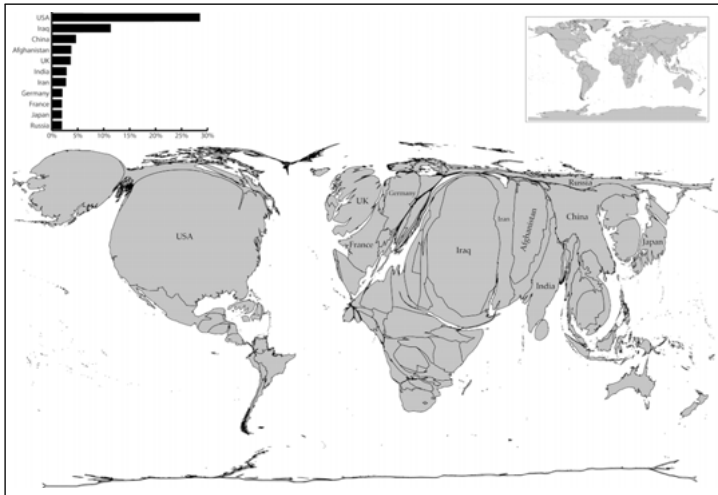 USA
Iraq
China
Afghanistan
UK
India
Iran
Germany
France
Japan
Russia
0% 5% 10% 15% 20% 25% 30%
USA
UK
Germany
France
Iraq
Iran
Afghanistan
Russia
China
India
Japan